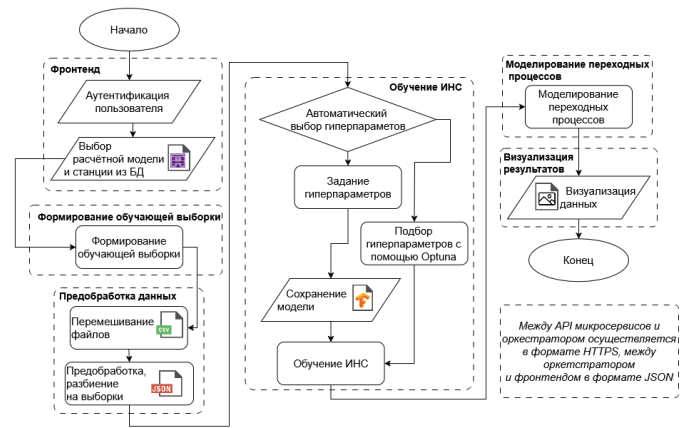 Начало
Фронтенд
Аутентификация
пользователя
Выбор
расчётной модели
и станции из БД
Формирование обучающей выборки
Формирование
обучающей выборки
Предобработка данных
Перемешивание
файлов
CSV
Предобработка,
разбиение
на выборки
JSON
Обучение ИНС
Автоматический
выбор гиперпараметов
Задание
гиперпараметров
Подбор
гиперпараметров с
помощью Optuna
Сохранение
модели
Обучение ИНС
Моделирование переходных
процессов
Моделирование
переходных
процессов
Визуализация
результатов
Визуализация
данных
Конец
Между API микросервисов и
оркестратором осуществляется
в формате HTTPS, между
оркетстратором
и фронтендом в формате JSON